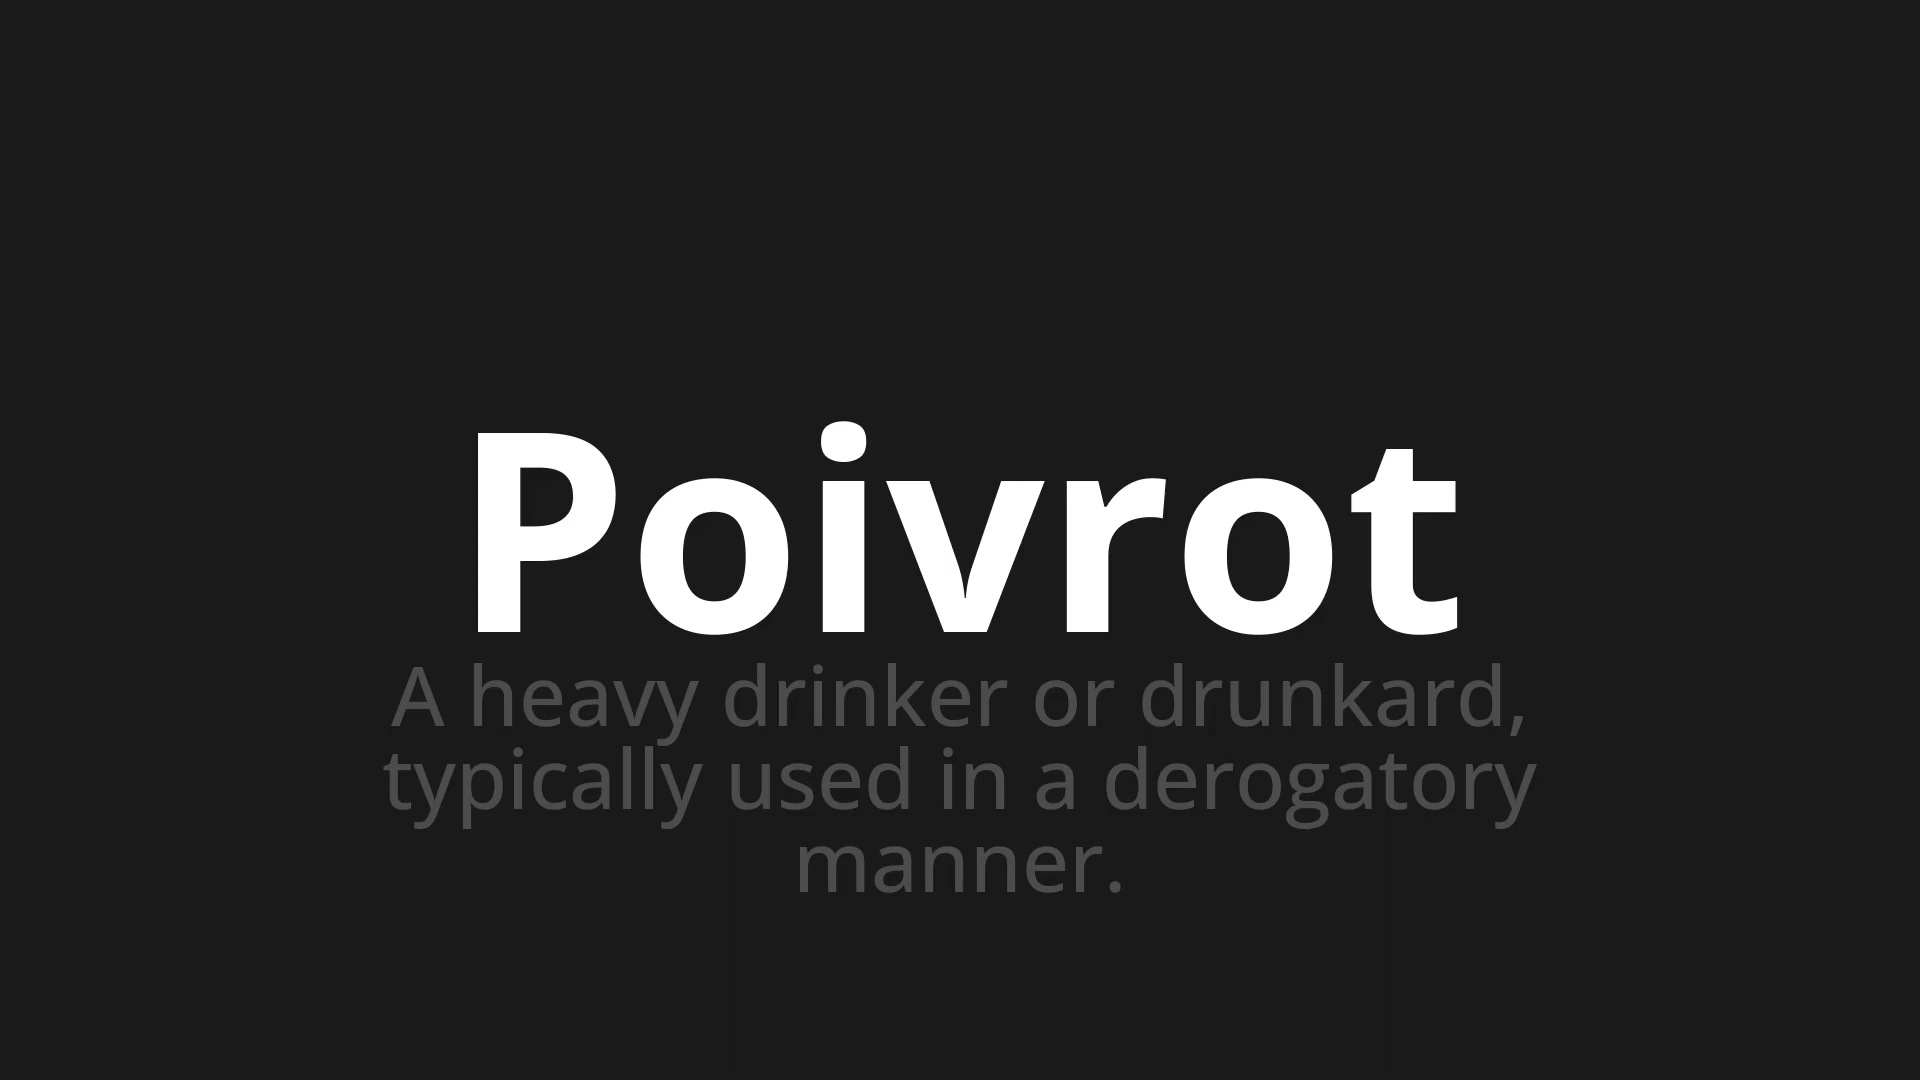 Poivrot
A heavy drinker or drunkard,
typically used in a derogatory
manner.